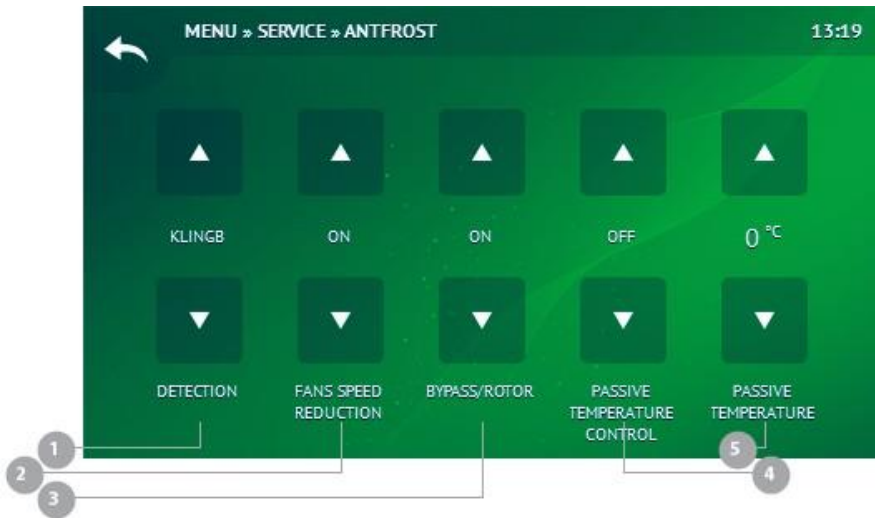 MENU » SERVICE » ANTFROST
13:19
KLINGB
ON
ON
OFF
0 °C
DETECTION
FANS SPEED
REDUCTION
BYPASS/ROTOR
PASSIVE
TEMPERATURE
CONTROL
PASSIVE
TEMPERATURE
1
2
3
5
4